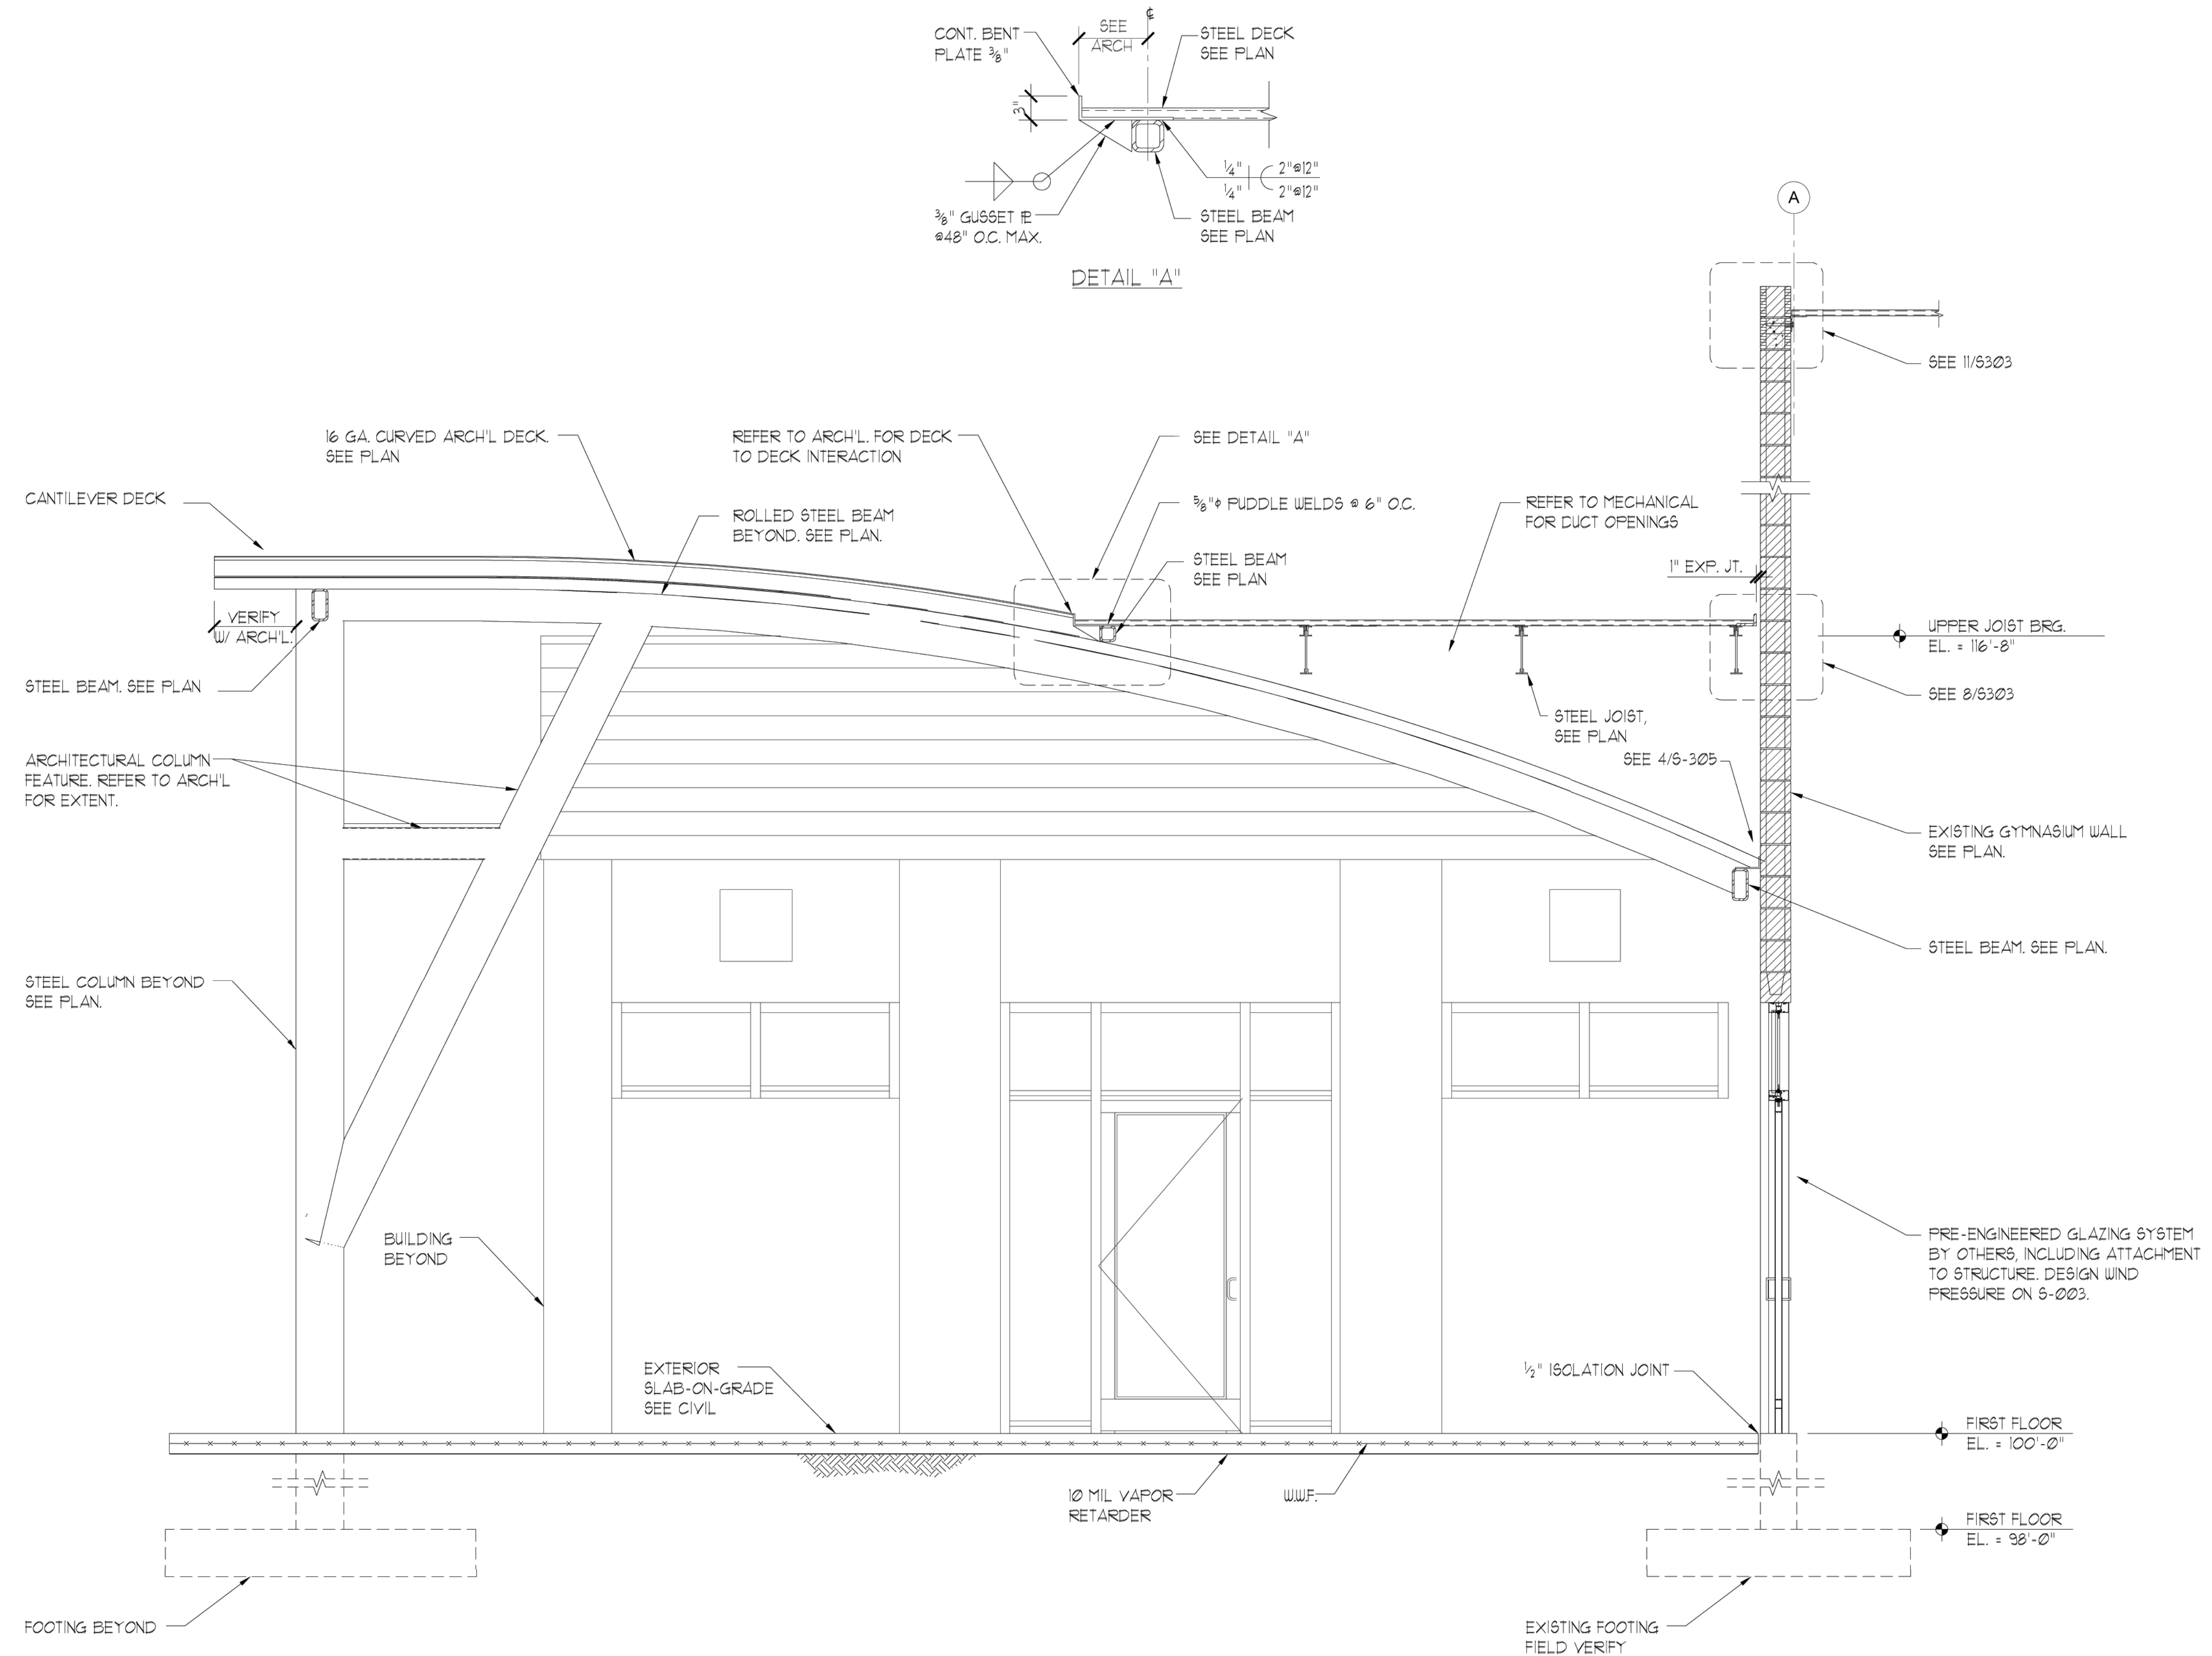 ℄
CONT. BENT
PLATE ⅜"
SEE
ARCH
STEEL DECK
SEE PLAN
3"
¼" 2"@12"
¼" 2"@12"
⅜" GUSSET PL
@48" O.C. MAX.
STEEL BEAM
SEE PLAN
DETAIL "A"
A
SEE 11/S303
16 GA. CURVED ARCH'L DECK.
SEE PLAN
REFER TO ARCH'L. FOR DECK
TO DECK INTERACTION
SEE DETAIL "A"
CANTILEVER DECK
ROLLED STEEL BEAM
BEYOND. SEE PLAN.
⅝"ϕ PUDDLE WELDS @ 6" O.C.
REFER TO MECHANICAL
FOR DUCT OPENINGS
STEEL BEAM
SEE PLAN
1" EXP. JT.
VERIFY
W/ ARCH'L.
UPPER JOIST BRG.
EL. = 116'-8"
STEEL BEAM. SEE PLAN
SEE 8/S303
STEEL JOIST,
SEE PLAN
ARCHITECTURAL COLUMN
FEATURE. REFER TO ARCH'L
FOR EXTENT.
SEE 4/S-305
EXISTING GYMNASIUM WALL
SEE PLAN.
STEEL BEAM. SEE PLAN.
STEEL COLUMN BEYOND
SEE PLAN.
BUILDING
BEYOND
PRE-ENGINEERED GLAZING SYSTEM
BY OTHERS, INCLUDING ATTACHMENT
TO STRUCTURE. DESIGN WIND
PRESSURE ON S-003.
EXTERIOR
SLAB-ON-GRADE
SEE CIVIL
½" ISOLATION JOINT
FIRST FLOOR
EL. = 100'-0"
10 MIL VAPOR
RETARDER
W.W.F.
FIRST FLOOR
EL. = 98'-0"
FOOTING BEYOND
EXISTING FOOTING
FIELD VERIFY